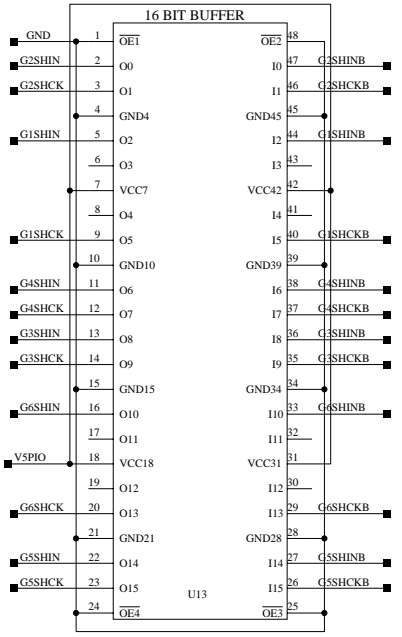 16 BIT BUFFER
GND 1 OE1 OE2 48
G2SHIN 2 O0 I0 47 G2SHINB
G2SHCK 3 O1 I1 46 G2SHCKB
4 GND4 GND45 45
G1SHIN 5 O2 I2 44 G1SHINB
6 O3 I3 43
7 VCC7 VCC42 42
8 O4 I4 41
G1SHCK 9 O5 I5 40 G1SHCKB
10 GND10 GND39 39
G4SHIN 11 O6 I6 38 G4SHINB
G4SHCK 12 O7 I7 37 G4SHCKB
G3SHIN 13 O8 I8 36 G3SHINB
G3SHCK 14 O9 I9 35 G3SHCKB
15 GND15 GND34 34
G6SHIN 16 O10 I10 33 G6SHINB
17 O11 I11 32
V5PIO 18 VCC18 VCC31 31
19 O12 I12 30
G6SHCK 20 O13 I13 29 G6SHCKB
21 GND21 GND28 28
G5SHIN 22 O14 I14 27 G5SHINB
G5SHCK 23 O15 I15 26 G5SHCKB
U13
24 OE4 OE3 25